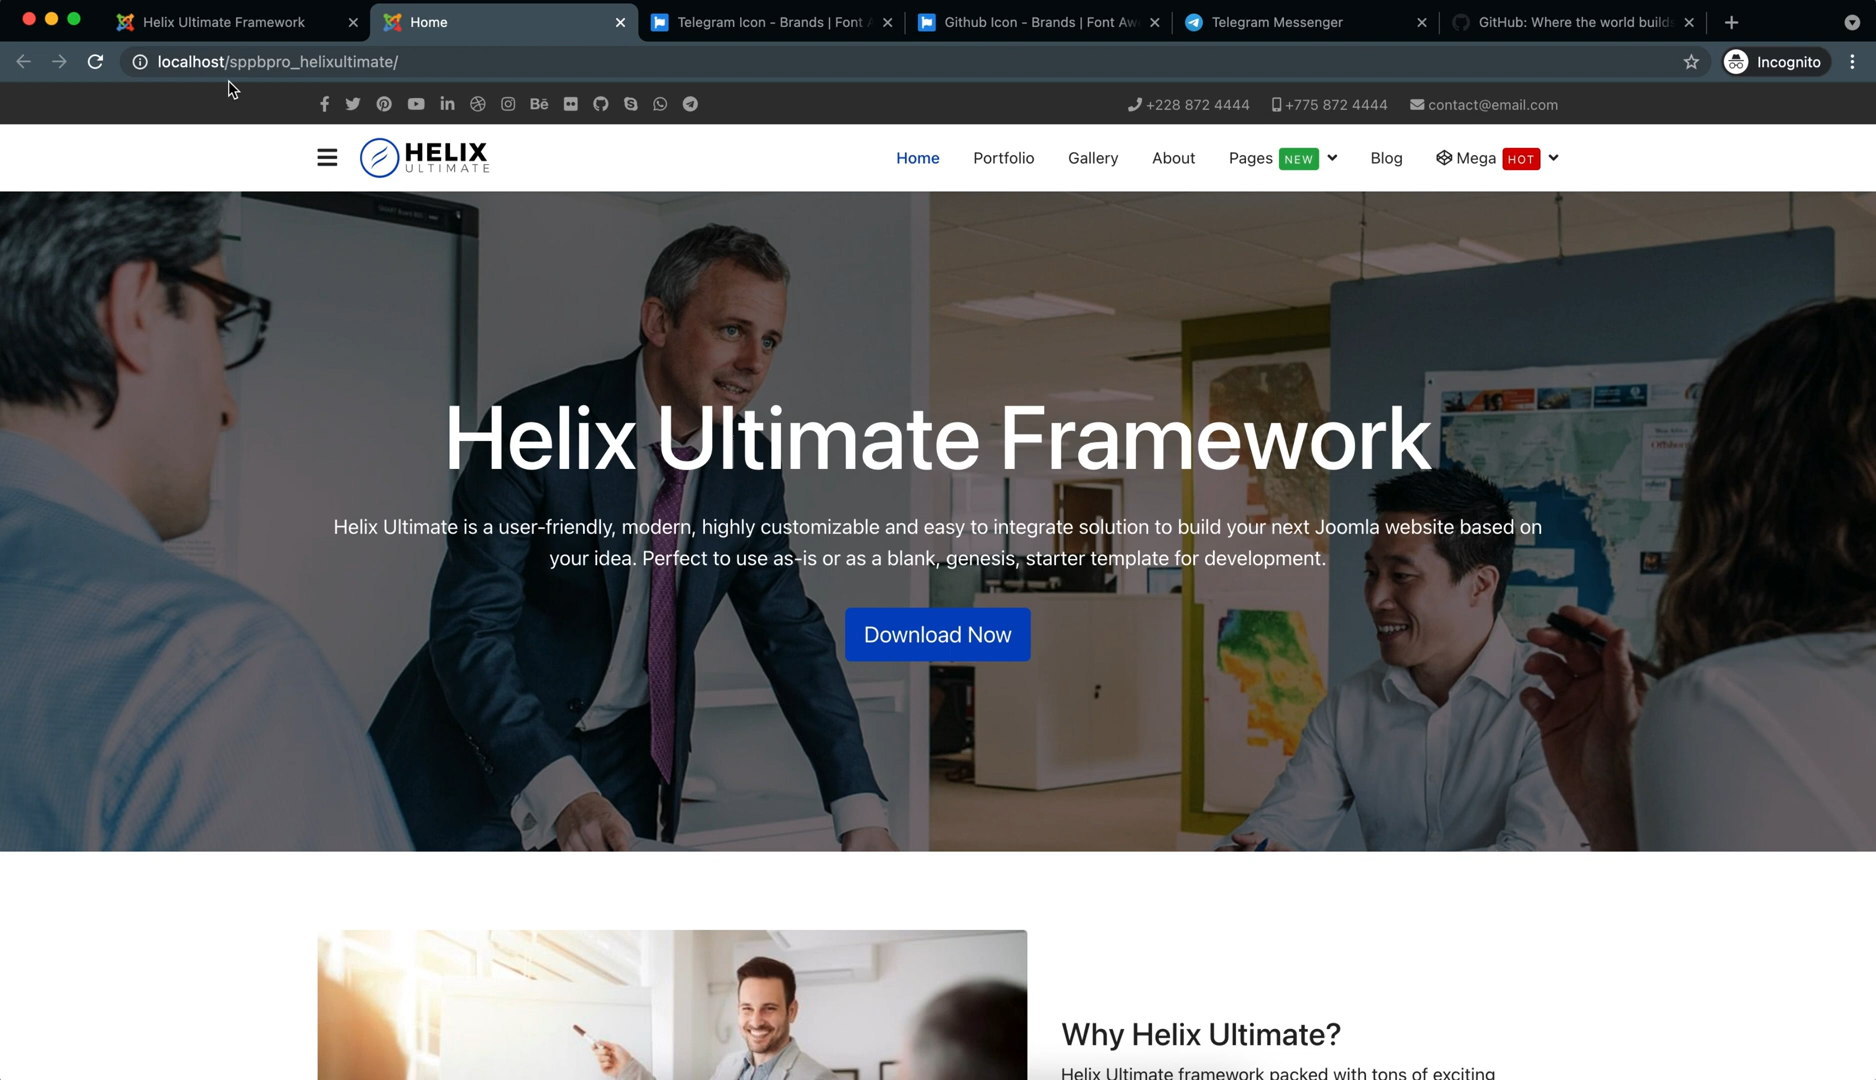 Helix Ultimate Framework
Home
Telegram Icon - Brands | Font A
Github Icon - Brands | Font Aw
Telegram Messenger
GitHub: Where the world builds
localhost/sppbpro_helixultimate/
Incognito
+228 872 4444
+775 872 4444
contact@email.com
HELIX
ULTIMATE
Home
Portfolio
Gallery
About
Pages NEW
Blog
Mega HOT
Helix Ultimate Framework
Helix Ultimate is a user-friendly, modern, highly customizable and easy to integrate solution to build your next Joomla website based on
your idea. Perfect to use as-is or as a blank, genesis, starter template for development.
Download Now
Why Helix Ultimate?
Helix Ultimate framework packed with tons of exciting